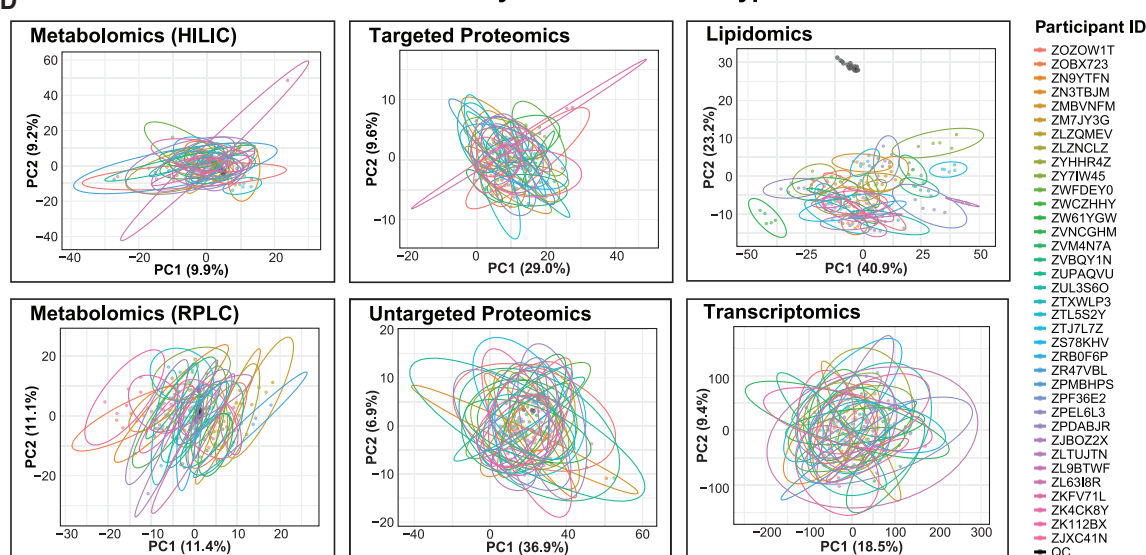 D
Metabolomics (HILIC)
60
40
20
0
−20
−40
PC2 (9.2%)
−40
−20
0
20
PC1 (9.9%)
Targeted Proteomics
10
0
−10
PC2 (9.6%)
−20
0
20
40
PC1 (29.0%)
Lipidomics
30
20
10
0
−10
PC2 (23.2%)
−50
−25
0
25
50
PC1 (40.9%)
Metabolomics (RPLC)
20
0
−20
PC2 (11.1%)
−30
−20
−10
0
10
20
PC1 (11.4%)
Untargeted Proteomics
20
10
0
−10
−20
PC2 (6.9%)
−40
−20
0
20
40
60
PC1 (36.9%)
Transcriptomics
100
0
−100
PC2 (9.4%)
−200
−100
0
100
200
300
PC1 (18.5%)
Participant ID
ZOZOW1T
ZOBX723
ZN9YTFN
ZN3TBJM
ZMBVNFM
ZM7JY3G
ZLZQMEV
ZLZNCLZ
ZYHHR4Z
ZY7IW45
ZWFDEY0
ZWCZHHY
ZW61YGW
ZVNCGHM
ZVM4N7A
ZVBQY1N
ZUPAQVU
ZUL3S6O
ZTXWLP3
ZTL5S2Y
ZTJ7L7Z
ZS78KHV
ZRB0F6P
ZR47VBL
ZPMBHPS
ZPF36E2
ZPEL6L3
ZPDABJR
ZJBOZ2X
ZLTUJTN
ZL9BTWF
ZL63I8R
ZKFV71L
ZK4CK8Y
ZK112BX
ZJXC41N
QC